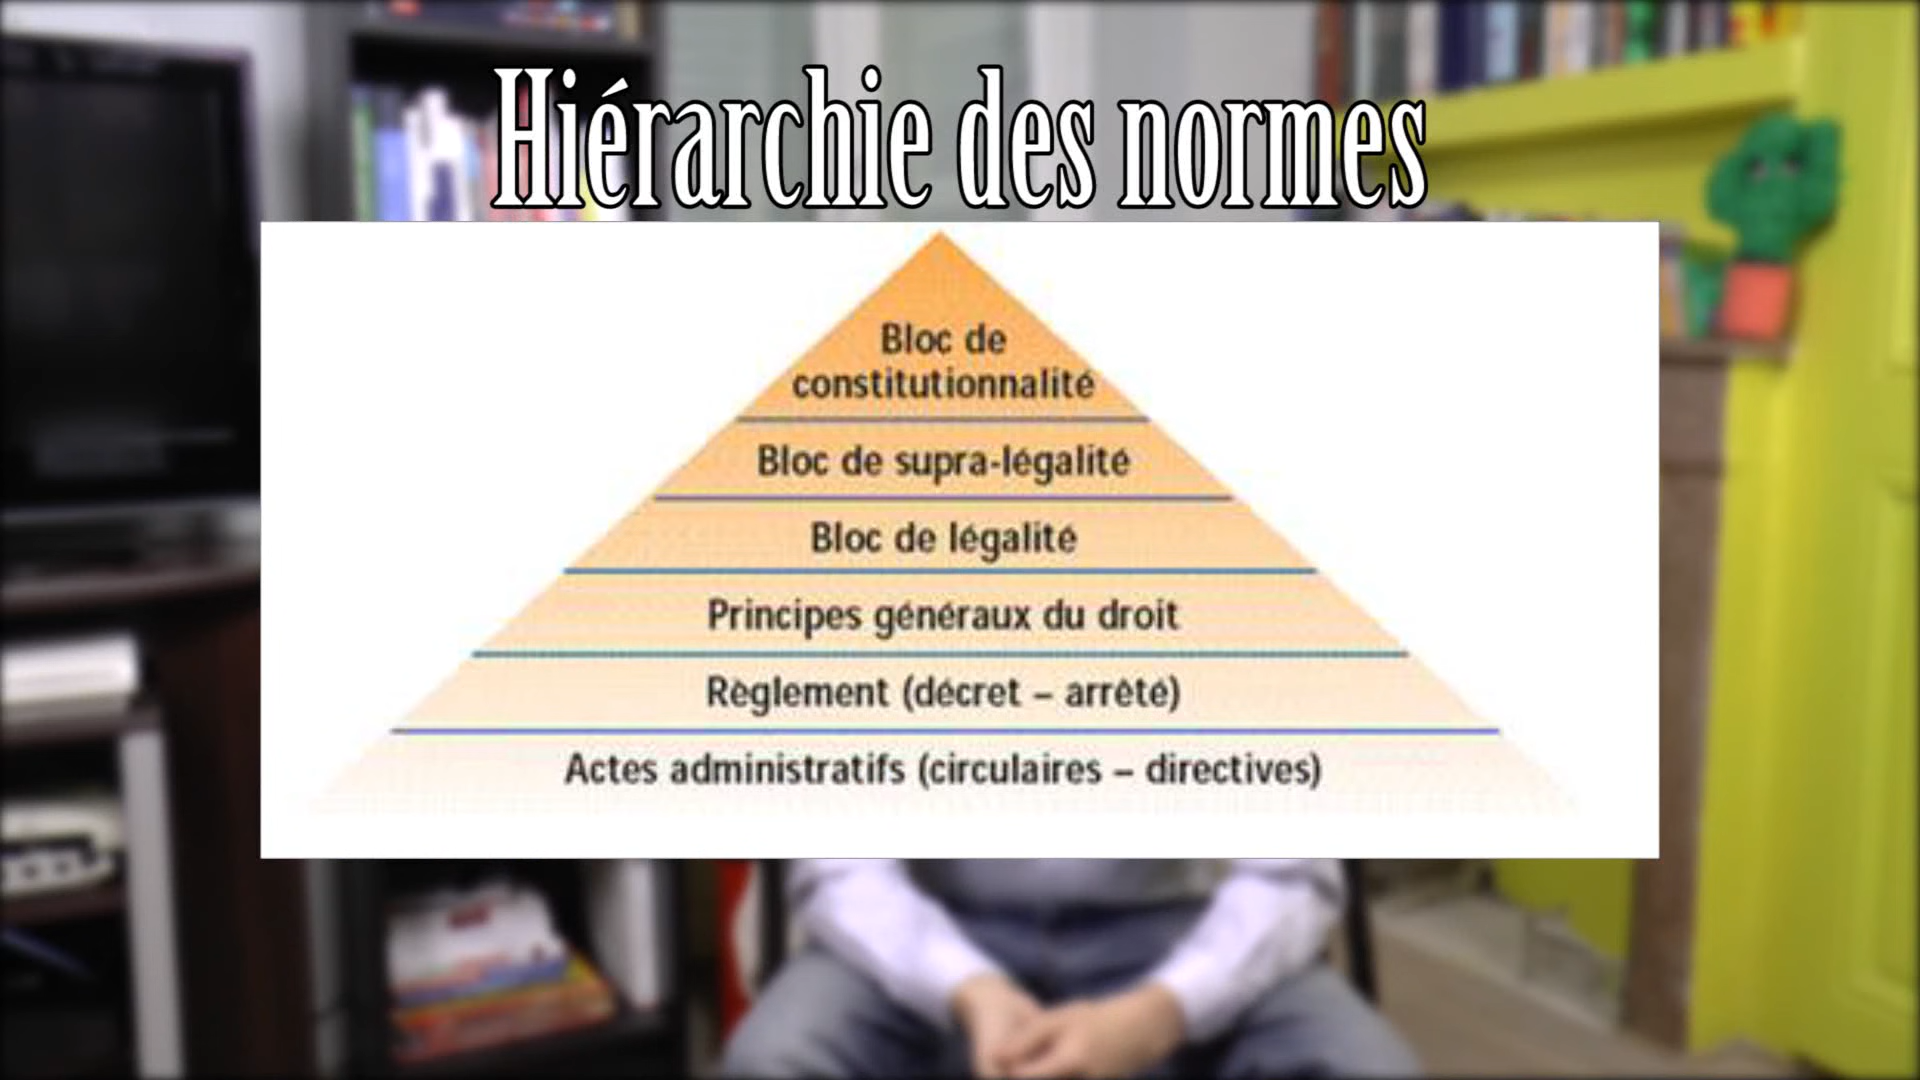 Hiérarchie des normes
Bloc de
constitutionnalité
Bloc de supra-légalité
Bloc de légalité
Principes généraux du droit
Règlement (décret – arrêté)
Actes administratifs (circulaires – directives)